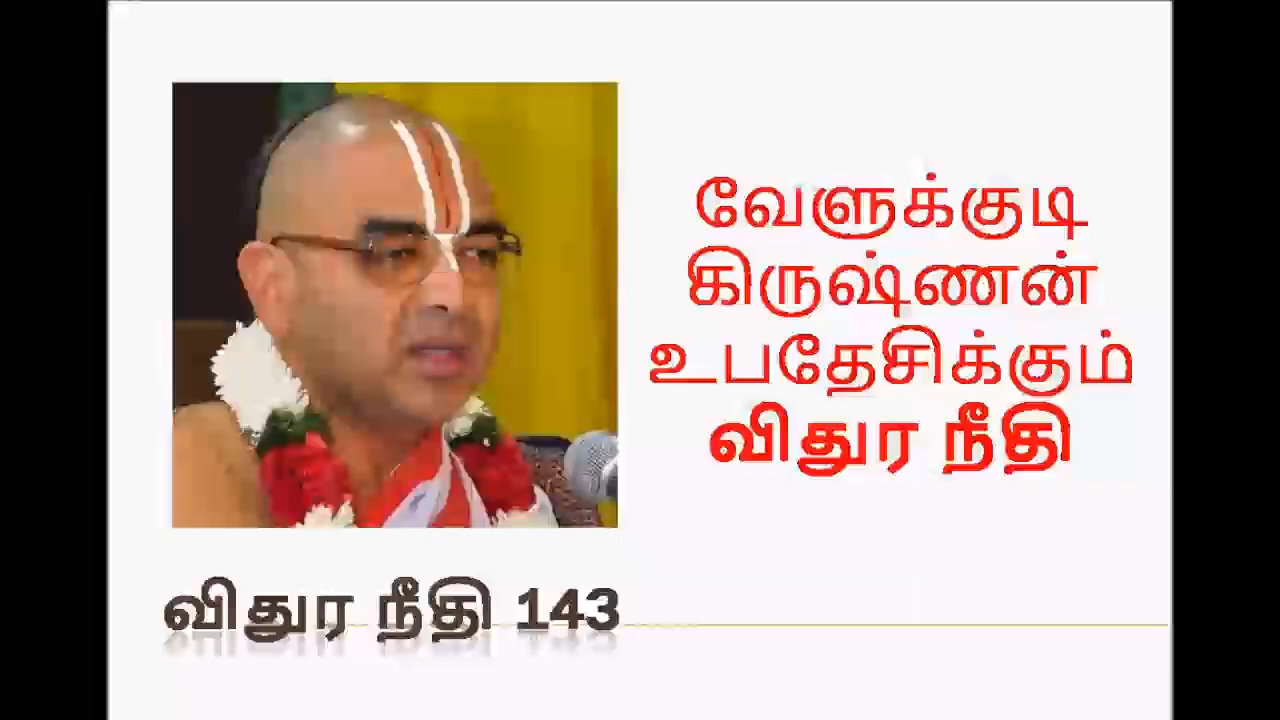 வேளுக்குடி
கிருஷ்ணன்
உபதேசிக்கும்
விதுர நீதி
விதுர நீதி 143